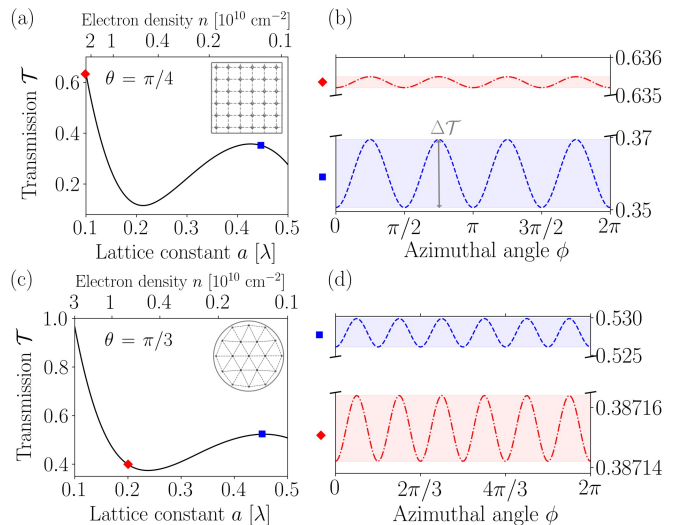 (a)
Electron density n [10¹⁰ cm⁻²]
2 1 0.4 0.2 0.1
Transmission 𝒯
0.6
0.4
0.2
θ = π/4
0.1 0.2 0.3 0.4 0.5
Lattice constant a [λ]
(b)
0.636
0.635
0.37
0.35
Δ𝒯
0 π/2 π 3π/2 2π
Azimuthal angle ϕ
(c)
Electron density n [10¹⁰ cm⁻²]
3 1 0.4 0.2 0.1
Transmission 𝒯
1.0
0.8
0.6
0.4
θ = π/3
0.1 0.2 0.3 0.4 0.5
Lattice constant a [λ]
(d)
0.530
0.525
0.38716
0.38714
0 2π/3 4π/3 2π
Azimuthal angle ϕ